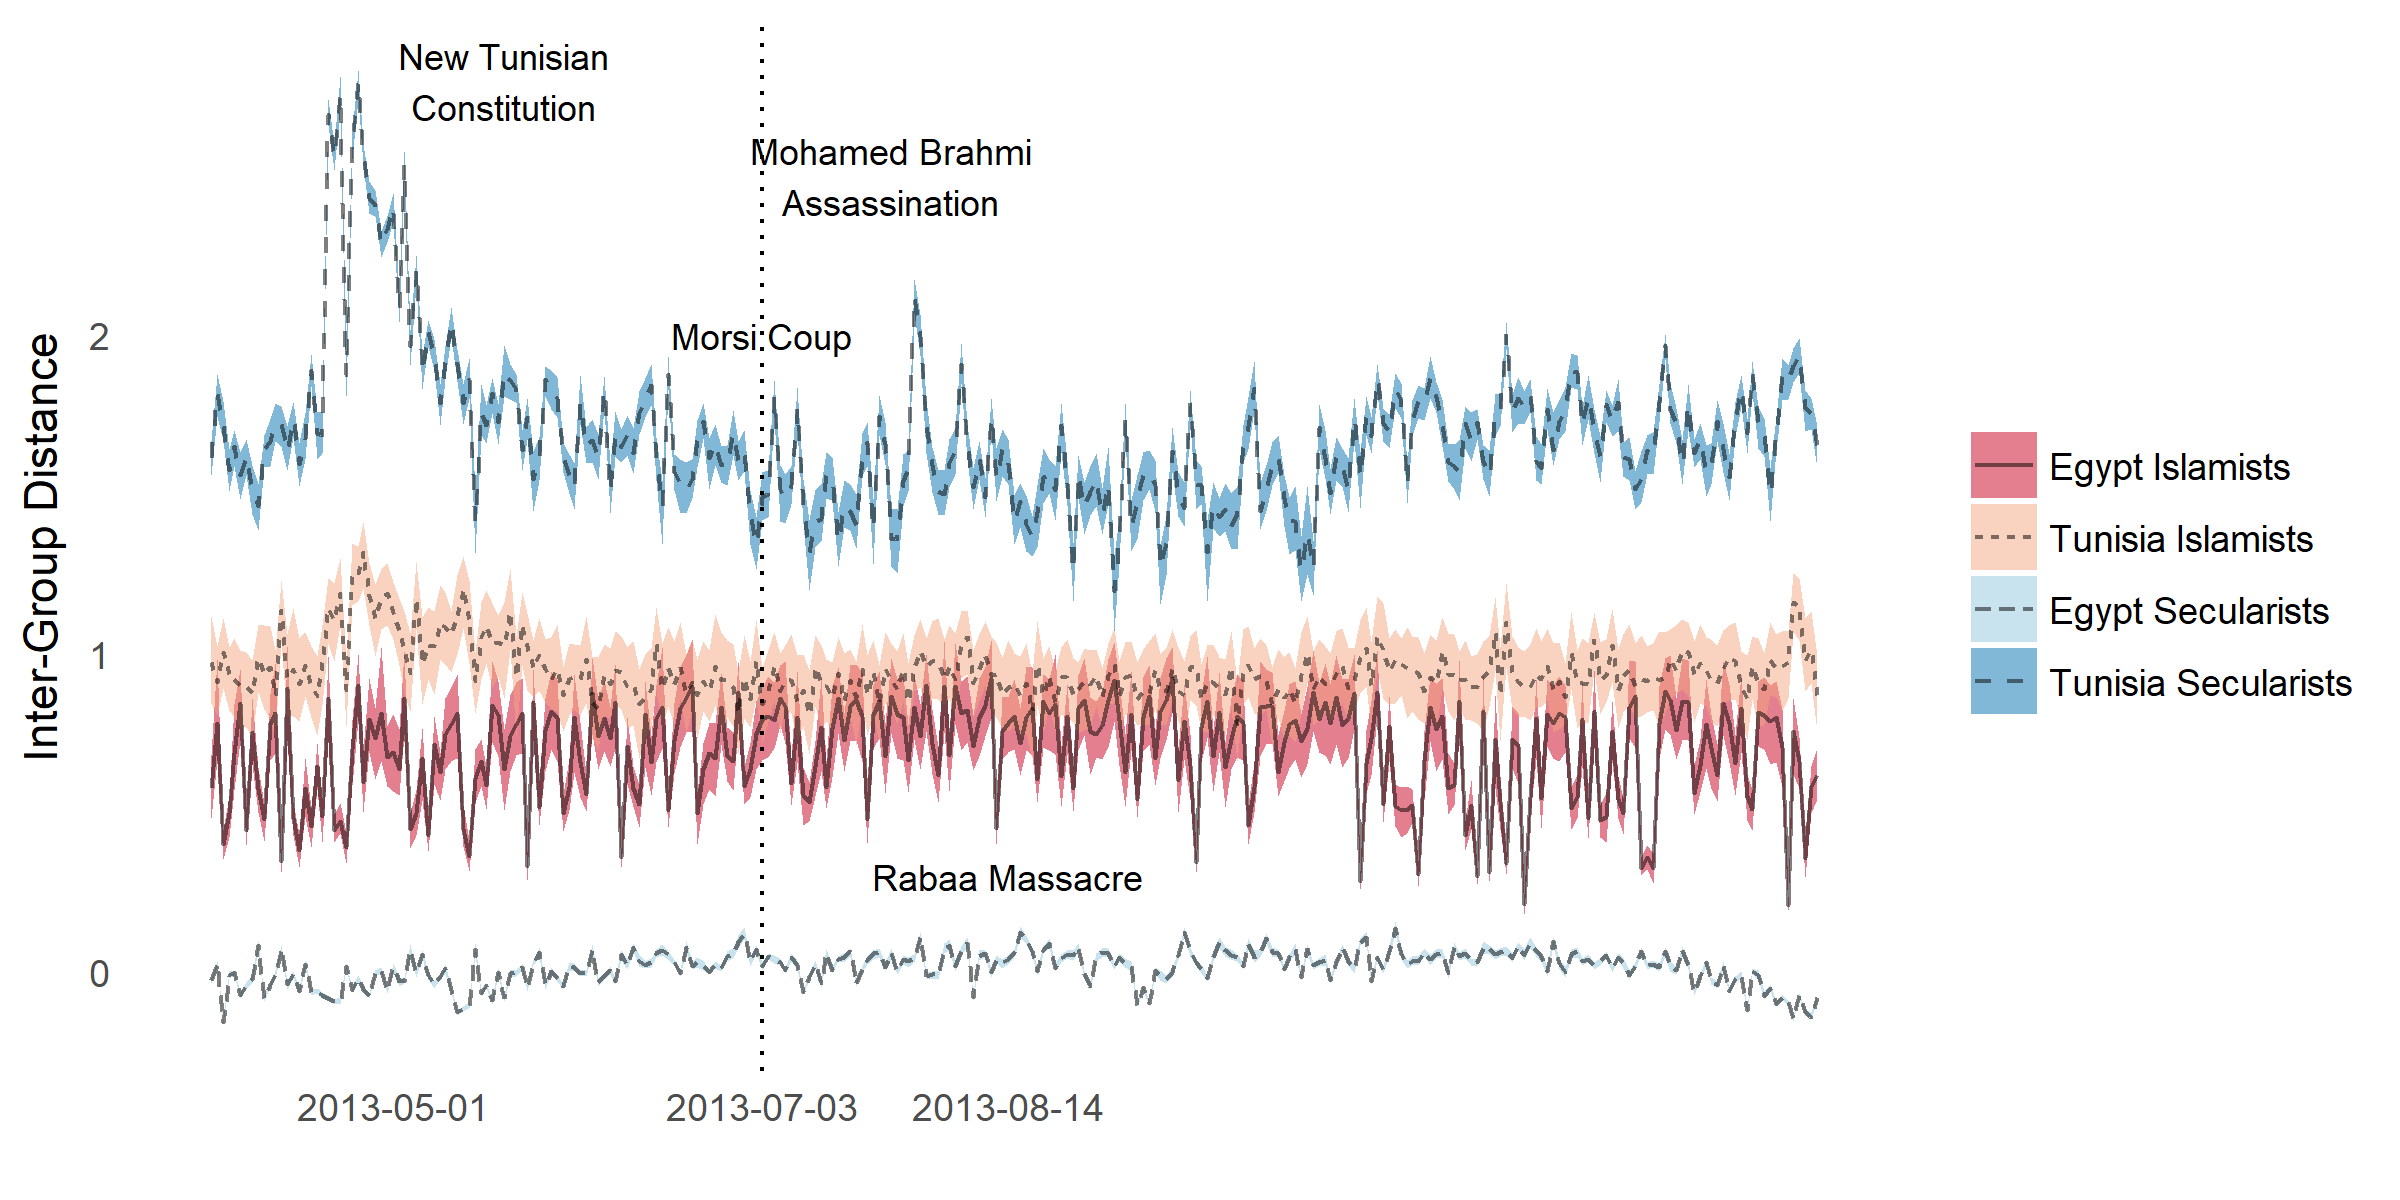 New Tunisian
Constitution
Mohamed Brahmi
Assassination
Morsi Coup
Rabaa Massacre
Inter-Group Distance
2
1
0
2013-05-01
2013-07-03
2013-08-14
Egypt Islamists
Tunisia Islamists
Egypt Secularists
Tunisia Secularists